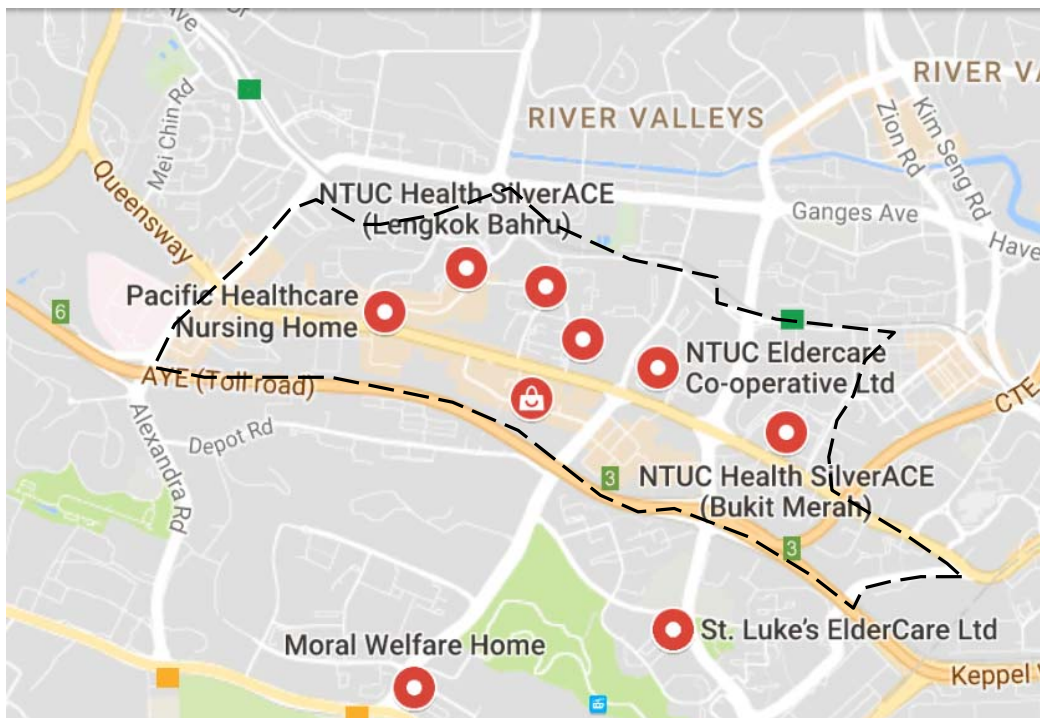 Ave
Dr
Mei Chin Rd
RIVER VA
RIVER VALLEYS
Zion Rd
Kim Seng Rd
Queensway
NTUC Health SilverACE
(Lengkok Bahru)
Ganges Ave
Have
6
Pacific Healthcare
Nursing Home
NTUC Eldercare
Co-operative Ltd
AYE (Toll road)
CTE
Alexandra Rd
Depot Rd
3
NTUC Health SilverACE
(Bukit Merah)
3
Moral Welfare Home
St. Luke's ElderCare Ltd
Keppel V